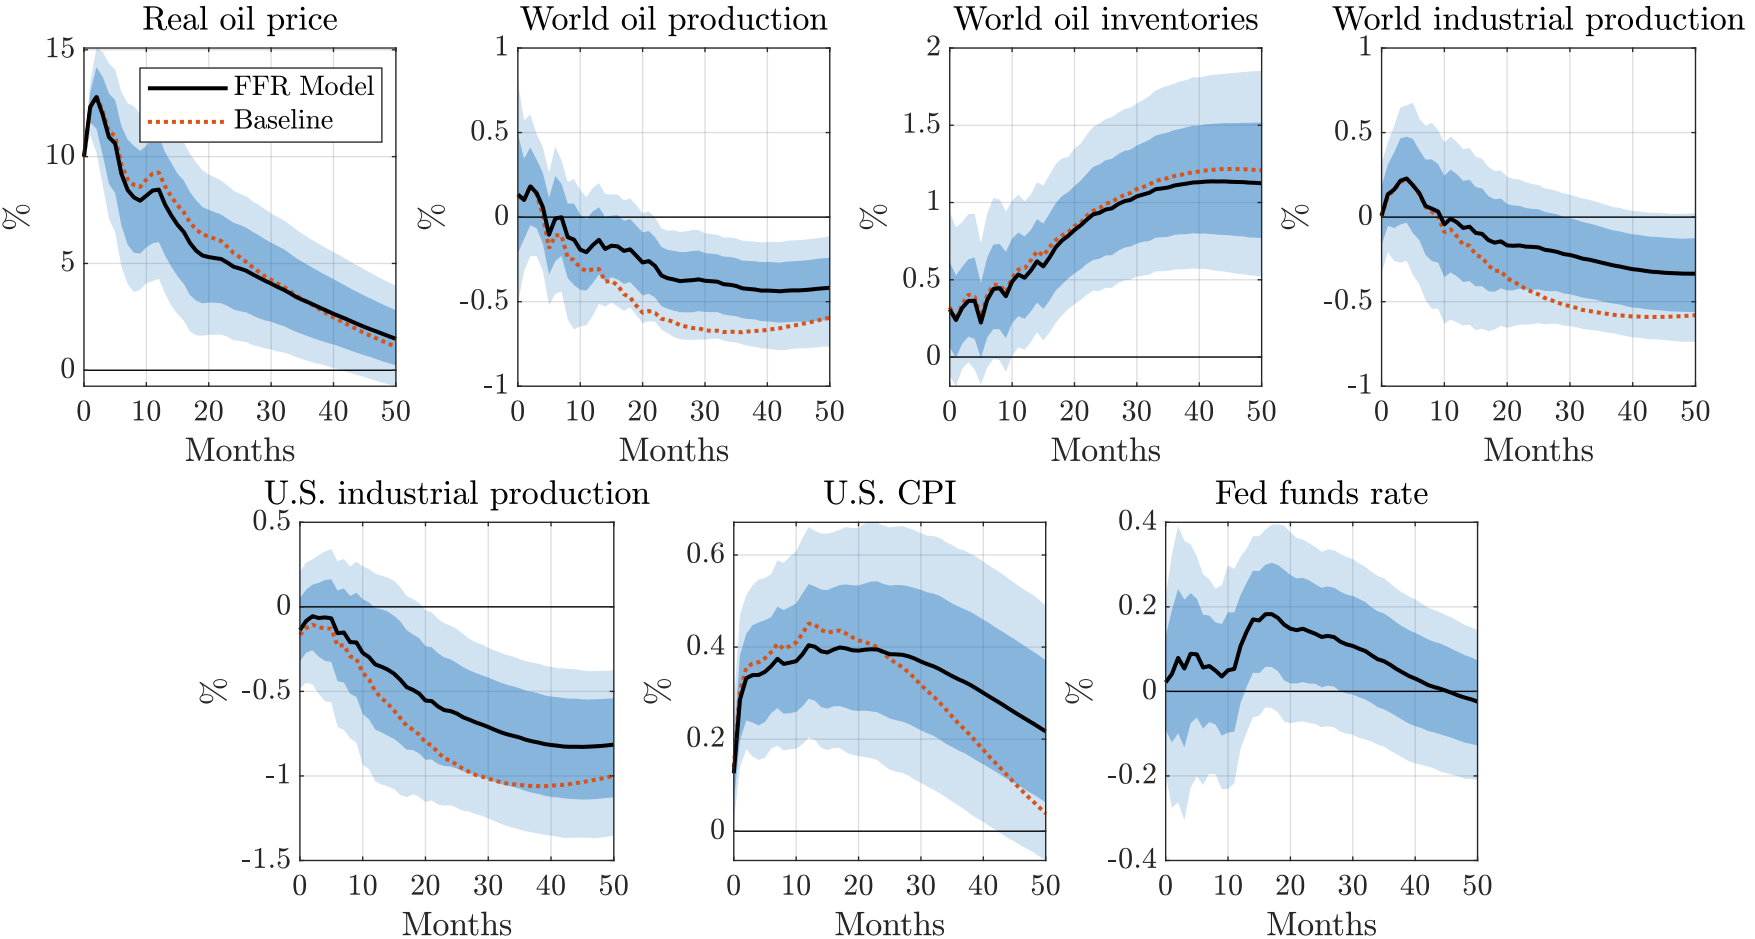 Real oil price
15
10
5
0
%
0 10 20 30 40 50
Months
FFR Model
Baseline
World oil production
1
0.5
0
-0.5
-1
%
0 10 20 30 40 50
Months
World oil inventories
2
1.5
1
0.5
0
%
0 10 20 30 40 50
Months
World industrial production
1
0.5
0
-0.5
-1
%
0 10 20 30 40 50
Months
U.S. industrial production
0.5
0
-0.5
-1
-1.5
%
0 10 20 30 40 50
Months
U.S. CPI
0.6
0.4
0.2
0
%
0 10 20 30 40 50
Months
Fed funds rate
0.4
0.2
0
-0.2
-0.4
%
0 10 20 30 40 50
Months